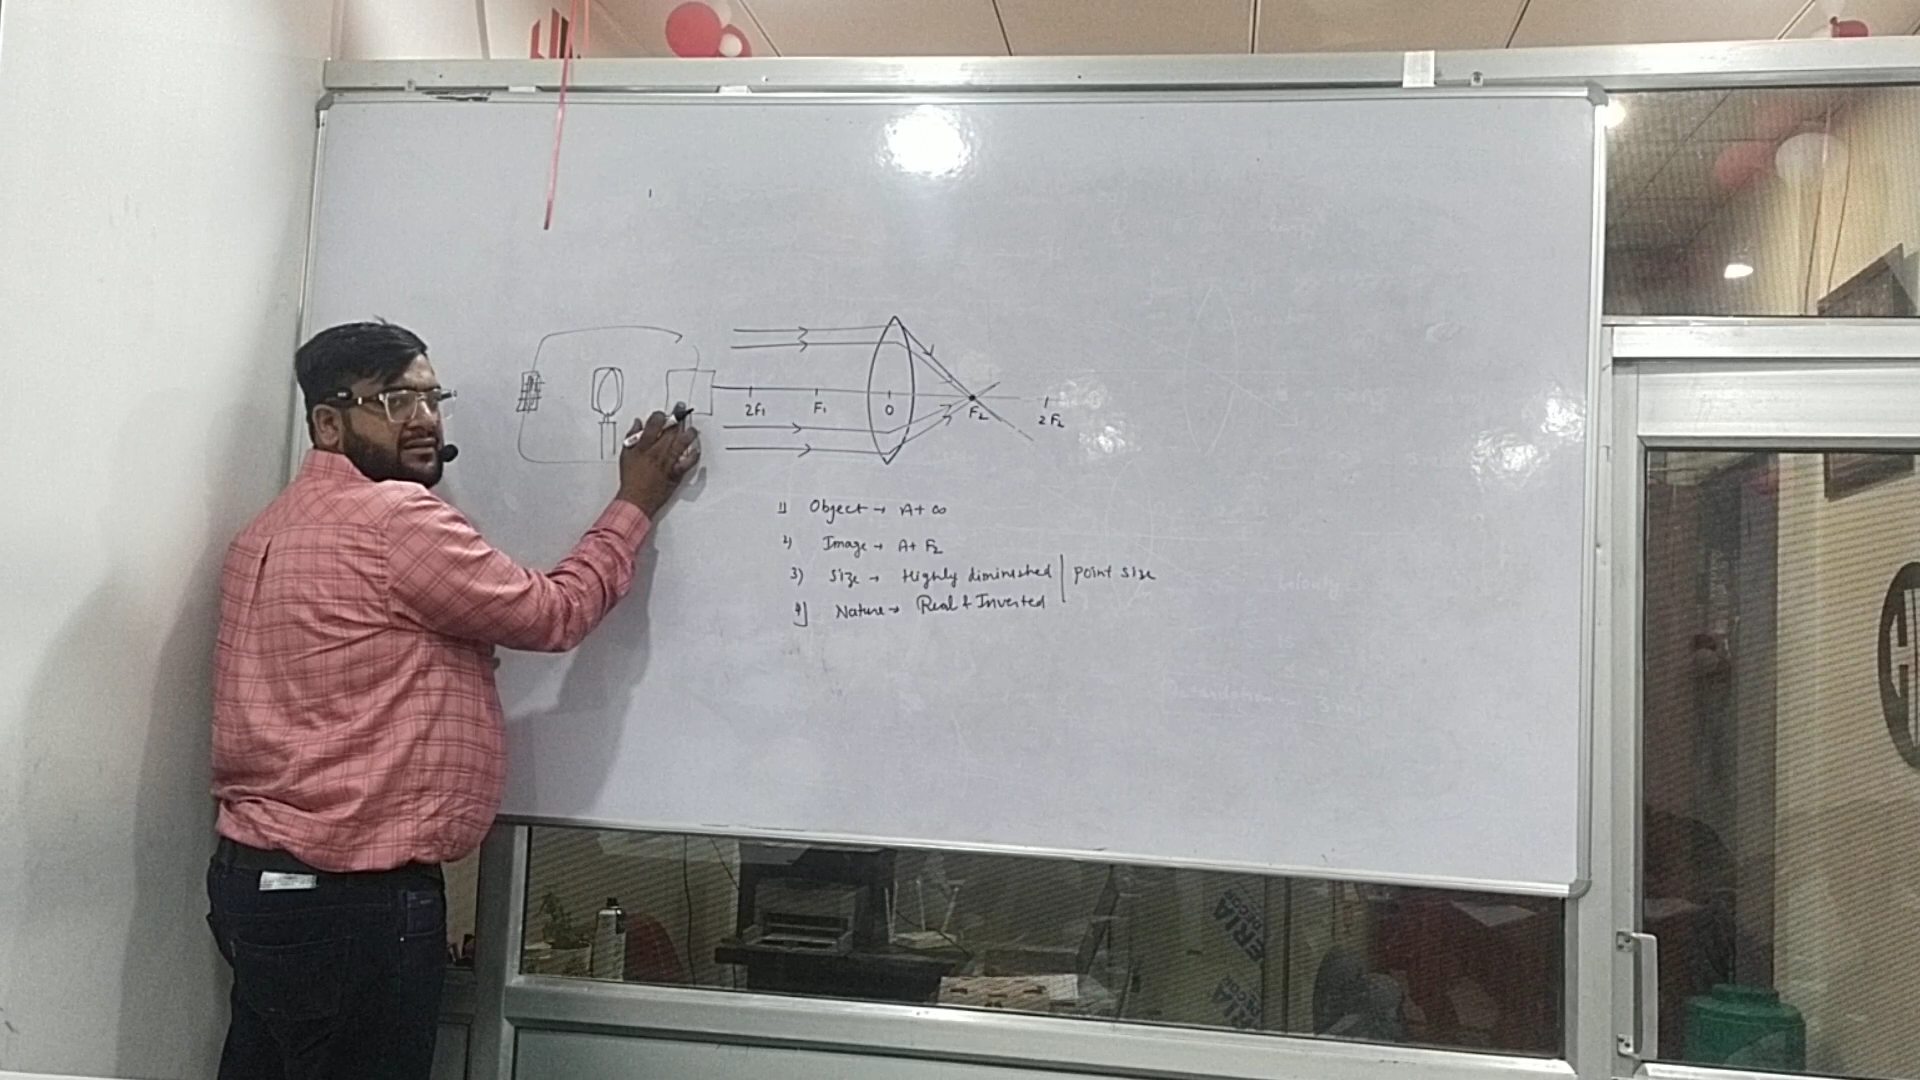 2F₁ F₁ O F₂ 2F₂
1) Object → At ∞
2) Image → At F₂
3) Size → Highly diminished | Point size
4) Nature → Real & Inverted